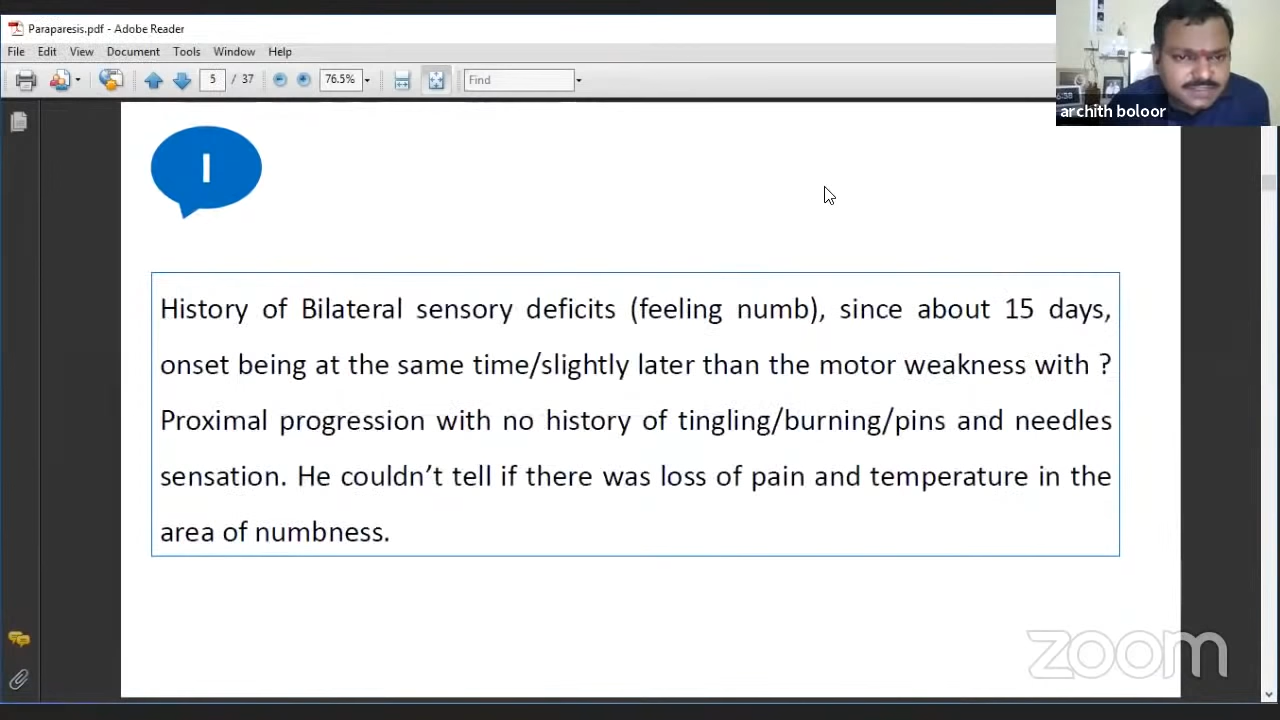 Paraparesis.pdf - Adobe Reader
File Edit View Document Tools Window Help
5 / 37 76.5% Find
archith boloor
I
History of Bilateral sensory deficits (feeling numb), since about 15 days,
onset being at the same time/slightly later than the motor weakness with ?
Proximal progression with no history of tingling/burning/pins and needles
sensation. He couldn’t tell if there was loss of pain and temperature in the
area of numbness.
zoom